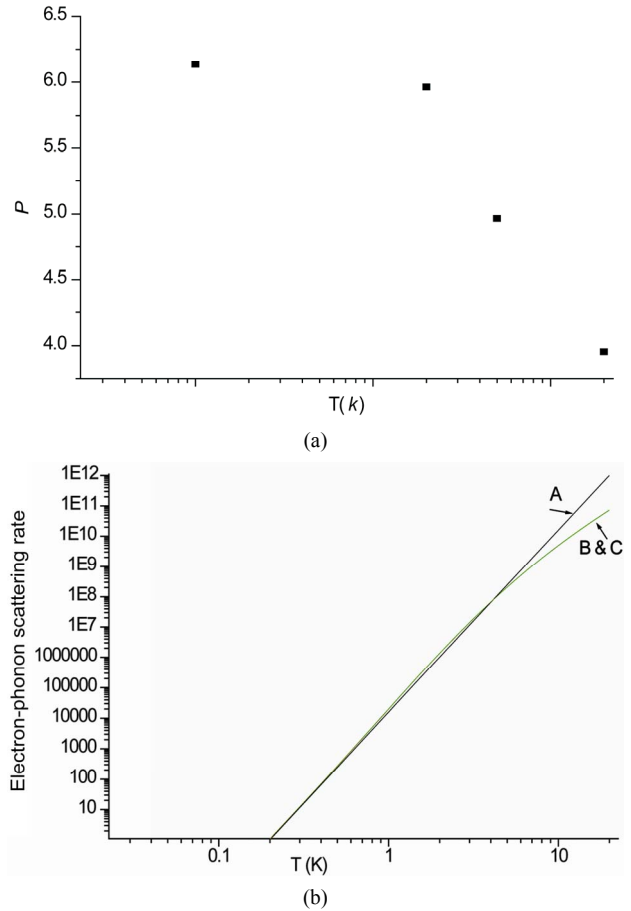 6.5
6.0
5.5
5.0
4.5
4.0
P
T(k)
(a)
1E12
1E11
1E10
1E9
1E8
1E7
1000000
100000
10000
1000
100
10
Electron-phonon scattering rate
A
B & C
0.1
1
10
T (K)
(b)